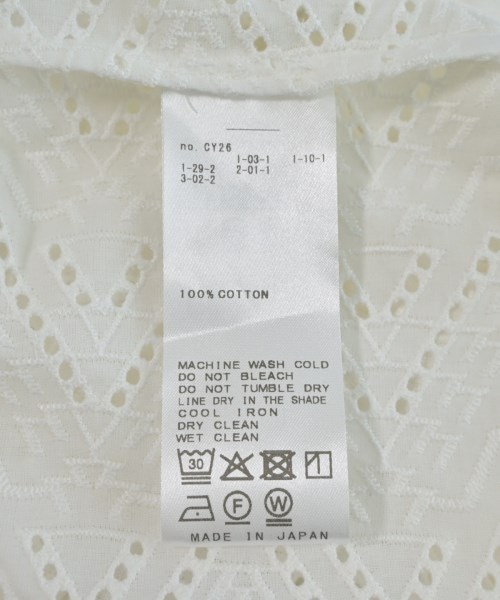 no. CY26
1-03-1 1-10-1
1-29-2 2-01-1
3-02-2
100% COTTON
MACHINE WASH COLD
DO NOT BLEACH
DO NOT TUMBLE DRY
LINE DRY IN THE SHADE
COOL IRON
DRY CLEAN
WET CLEAN
30
F W
MADE IN JAPAN